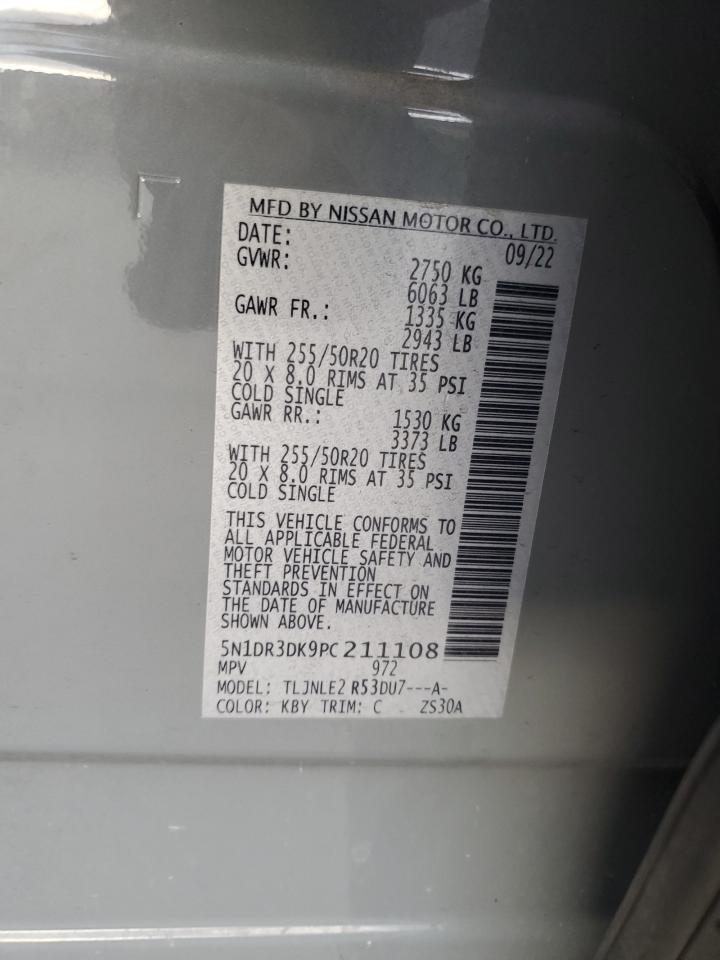 MFD BY NISSAN MOTOR CO., LTD.
DATE: 09/22
GVWR: 2750 KG
6063 LB
GAWR FR.: 1335 KG
2943 LB
WITH 255/50R20 TIRES
20 X 8.0 RIMS AT 35 PSI
COLD SINGLE
GAWR RR.: 1530 KG
3373 LB
WITH 255/50R20 TIRES
20 X 8.0 RIMS AT 35 PSI
COLD SINGLE
THIS VEHICLE CONFORMS TO
ALL APPLICABLE FEDERAL
MOTOR VEHICLE SAFETY AND
THEFT PREVENTION
STANDARDS IN EFFECT ON
THE DATE OF MANUFACTURE
SHOWN ABOVE.
5N1DR3DK9PC211108
MPV 972
MODEL: TLJNLE2 R53DU7---A-
COLOR: KBY TRIM: C ZS30A